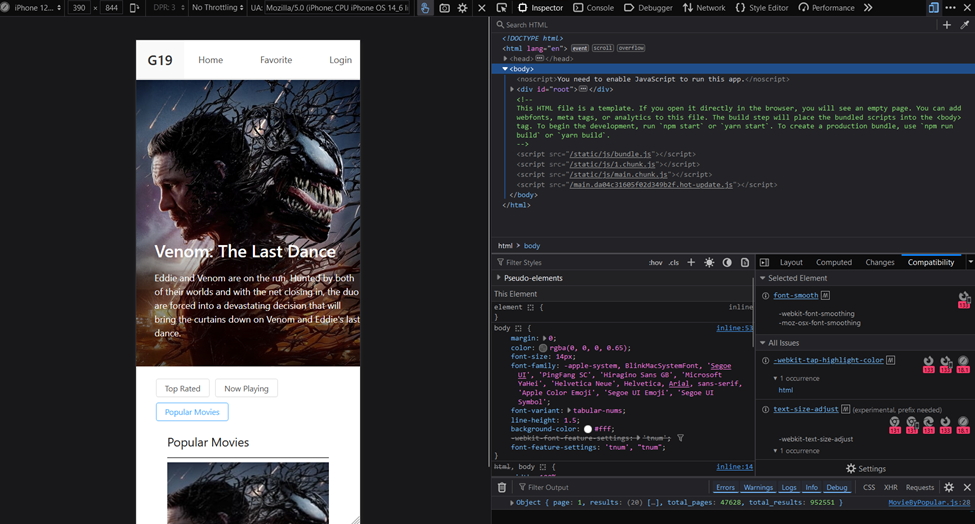 iPhone 12... 390 × 844 DPR: 3 No Throttling UA: Mozilla/5.0 (iPhone; CPU iPhone OS 14_6 li
Inspector Console Debugger Network Style Editor Performance
G19 Home Favorite Login
Venom: The Last Dance
Eddie and Venom are on the run. Hunted by both
of their worlds and with the net closing in, the duo
are forced into a devastating decision that will
bring the curtains down on Venom and Eddie's last
dance.
Top Rated Now Playing
Popular Movies
Popular Movies
Search HTML
<!DOCTYPE html>
<html lang="en"> event scroll overflow
<head> </head>
<body>
<noscript>You need to enable JavaScript to run this app.</noscript>
<div id="root"> </div>
<!--
This HTML file is a template. If you open it directly in the browser, you will see an empty page. You can add
webfonts, meta tags, or analytics to this file. The build step will place the bundled scripts into the <body>
tag. To begin the development, run `npm start` or `yarn start`. To create a production bundle, use `npm run
build` or `yarn build`.
-->
<script src="/static/js/bundle.js"></script>
<script src="/static/js/1.chunk.js"></script>
<script src="/static/js/main.chunk.js"></script>
<script src="/main.da04c31605f02d349b2f.hot-update.js"></script>
</body>
</html>
html > body
Filter Styles :hov .cls +
Pseudo-elements
This Element
element { inline
}
body { inline:53
margin: 0;
color: rgba(0, 0, 0, 0.65);
font-size: 14px;
font-family: -apple-system, BlinkMacSystemFont, 'Segoe
UI', 'PingFang SC', 'Hiragino Sans GB', 'Microsoft
YaHei', 'Helvetica Neue', Helvetica, Arial, sans-serif,
'Apple Color Emoji', 'Segoe UI Emoji', 'Segoe UI
Symbol';
font-variant: tabular-nums;
line-height: 1.5;
background-color: #fff;
-webkit-font-feature-settings: 'tnum';
font-feature-settings: 'tnum', "tnum";
}
html, body { inline:14
Layout Computed Changes Compatibility
Selected Element
font-smooth
-webkit-font-smoothing
-moz-osx-font-smoothing
All Issues
-webkit-tap-highlight-color
1 occurrence
html
text-size-adjust (experimental, prefix needed)
-webkit-text-size-adjust
1 occurrence
Settings
Filter Output Errors Warnings Logs Info Debug CSS XHR Requests
Object { page: 1, results: (20) […], total_pages: 47628, total_results: 952551 } MovieByPopular.js:28